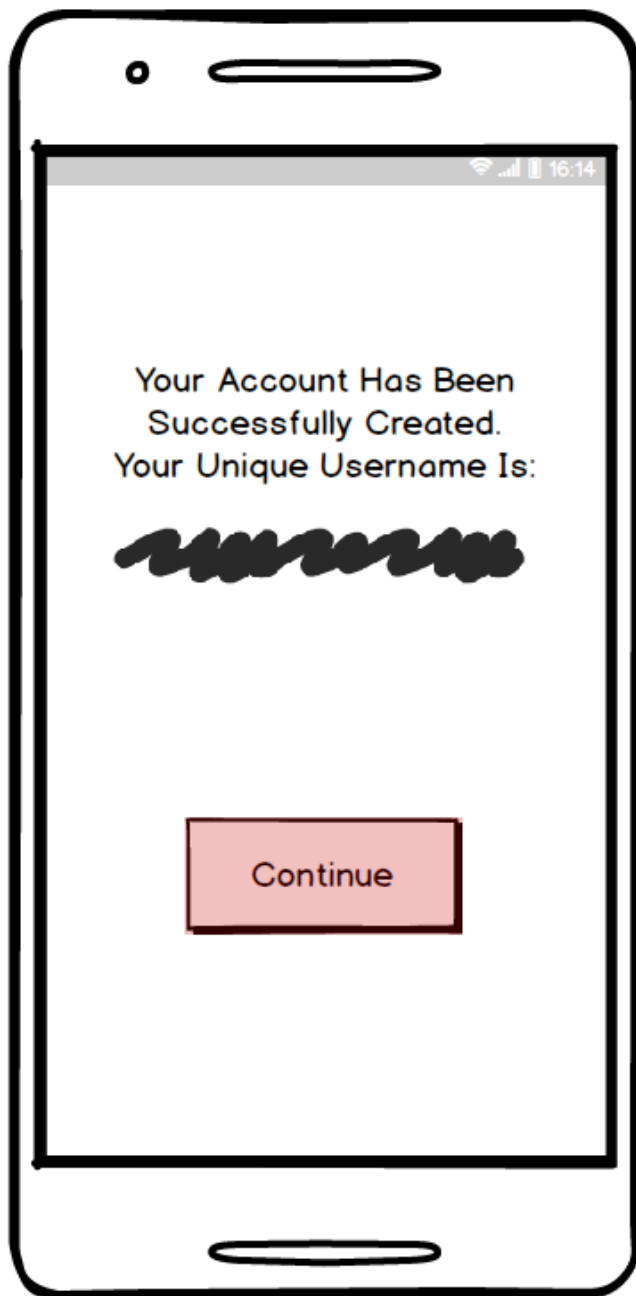 16:14
Your Account Has Been
Successfully Created.
Your Unique Username Is:
Continue